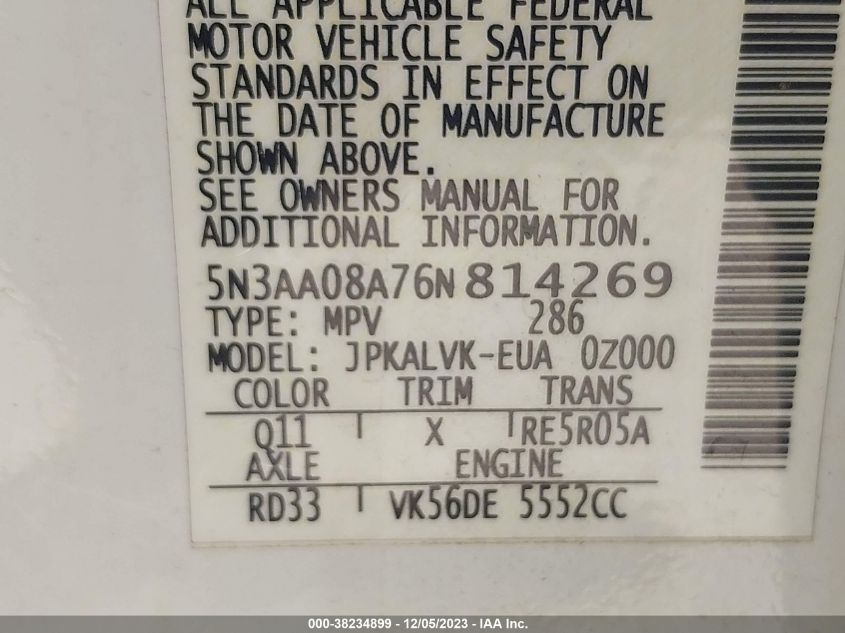 ALL APPLICABLE FEDERAL
MOTOR VEHICLE SAFETY
STANDARDS IN EFFECT ON
THE DATE OF MANUFACTURE
SHOWN ABOVE.
SEE OWNERS MANUAL FOR
ADDITIONAL INFORMATION.
5N3AA08A76N814269
TYPE: MPV 286
MODEL: JPKALVK-EUA 0Z000
COLOR TRIM TRANS
Q11 X RE5R05A
AXLE ENGINE
RD33 VK56DE 5552CC
000-38234899 - 12/05/2023 - IAA Inc.